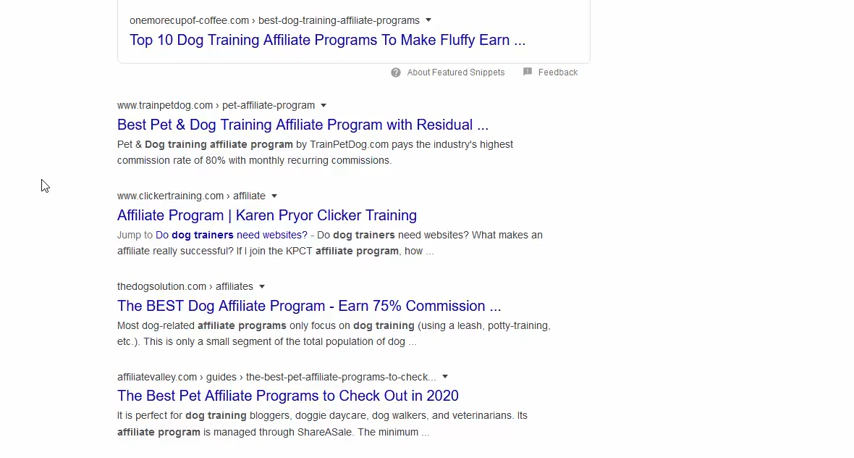 onemorecupof-coffee.com › best-dog-training-affiliate-programs
Top 10 Dog Training Affiliate Programs To Make Fluffy Earn ...
About Featured Snippets Feedback
www.trainpetdog.com › pet-affiliate-program
Best Pet & Dog Training Affiliate Program with Residual ...
Pet & Dog training affiliate program by TrainPetDog.com pays the industry's highest
commission rate of 80% with monthly recurring commissions.
www.clickertraining.com › affiliate
Affiliate Program | Karen Pryor Clicker Training
Jump to Do dog trainers need websites? - Do dog trainers need websites? What makes an
affiliate really successful? If I join the KPCT affiliate program, how ...
thedogsolution.com › affiliates
The BEST Dog Affiliate Program - Earn 75% Commission ...
Most dog-related affiliate programs only focus on dog training (using a leash, potty-training,
etc.). This is only a small segment of the total population of dog ...
affiliatevalley.com › guides › the-best-pet-affiliate-programs-to-check...
The Best Pet Affiliate Programs to Check Out in 2020
It is perfect for dog training bloggers, doggie daycare, dog walkers, and veterinarians. Its
affiliate program is managed through ShareASale. The minimum ...